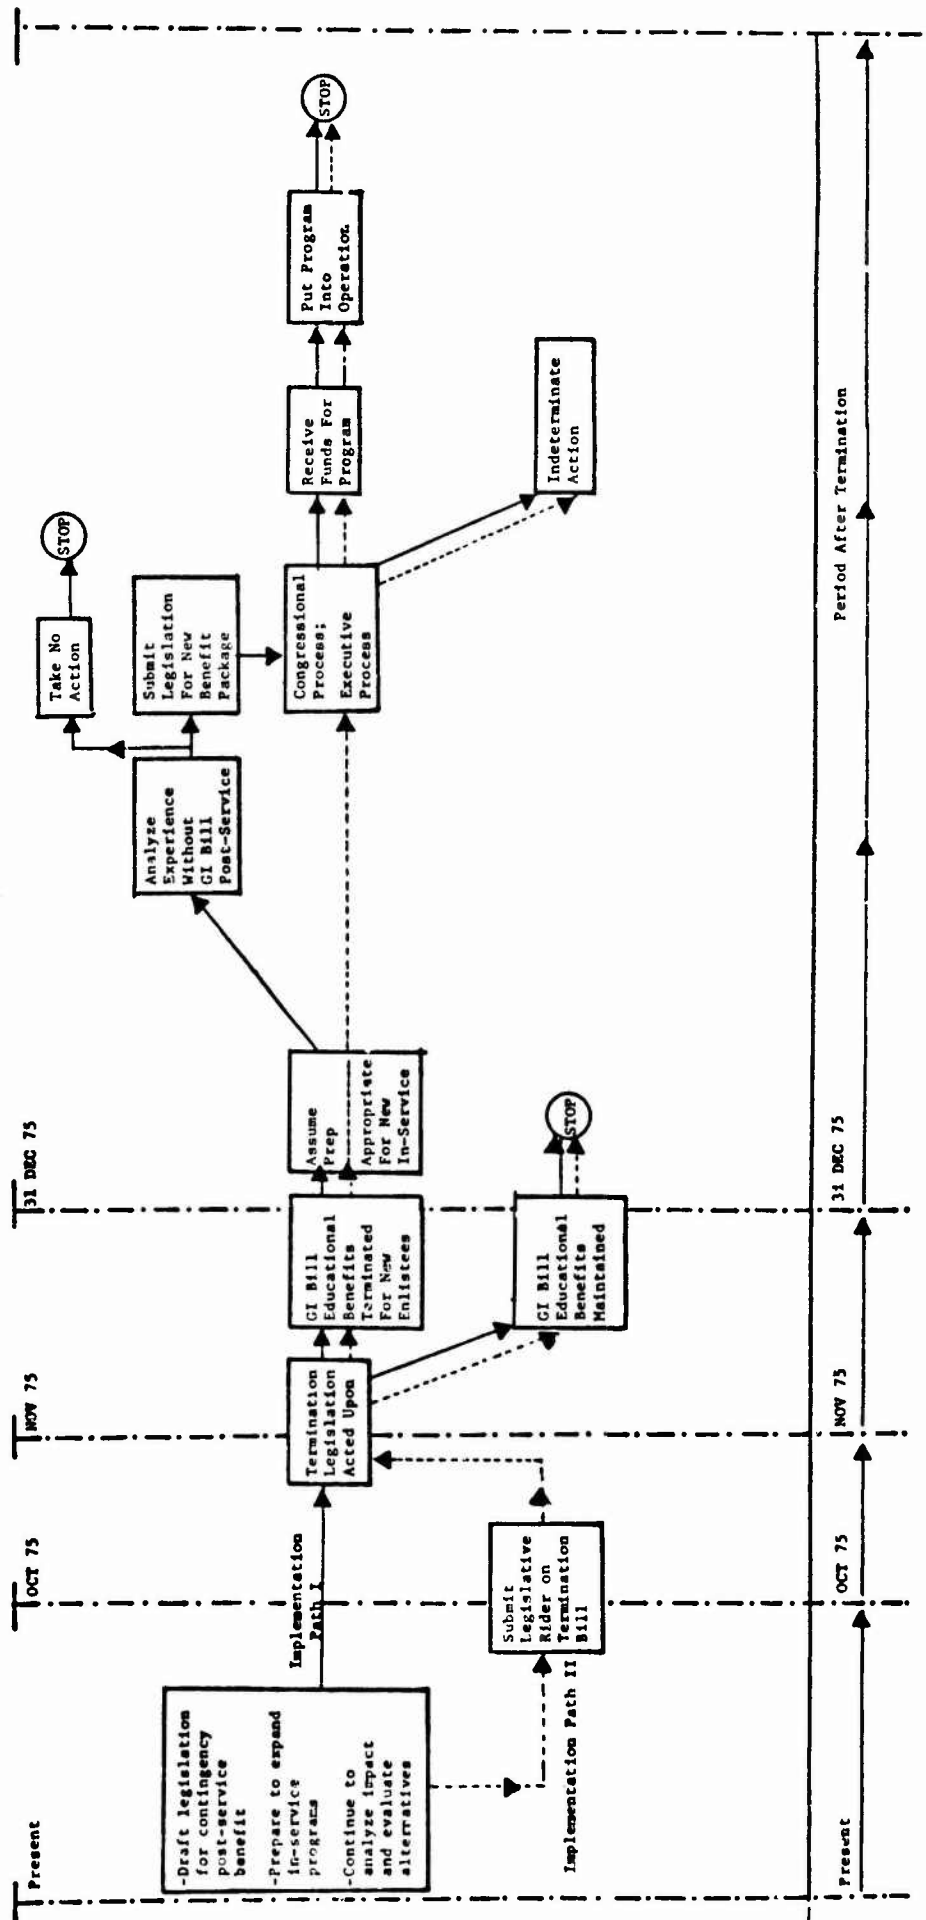 Present
OCT 75
NOV 75
31 DEC 75
-Draft legislation
for contingency
post-service
benefit
-Prepare to expand
in-service
programs
-Continue to
analyze impact
and evaluate
alternatives
Implementation
Path I
Implementation Path II
Submit
Legislative
Rider on
Termination
Bill
Termination
Legislation
Acted Upon
GI Bill
Educational
Benefits
Terminated
For New
Enlistees
GI Bill
Educational
Benefits
Maintained
STOP
Assume
Prep
Appropriate
For New
In-Service
Analyze
Experience
Without
GI Bill
Post-Service
Take No
Action
STOP
Submit
Legislation
For New
Benefit
Package
Congressional
Process;
Executive
Process
Receive
Funds For
Program
Put Program
Into
Operation
STOP
Indeterminate
Action
Present
OCT 75
NOV 75
31 DEC 75
Period After Termination